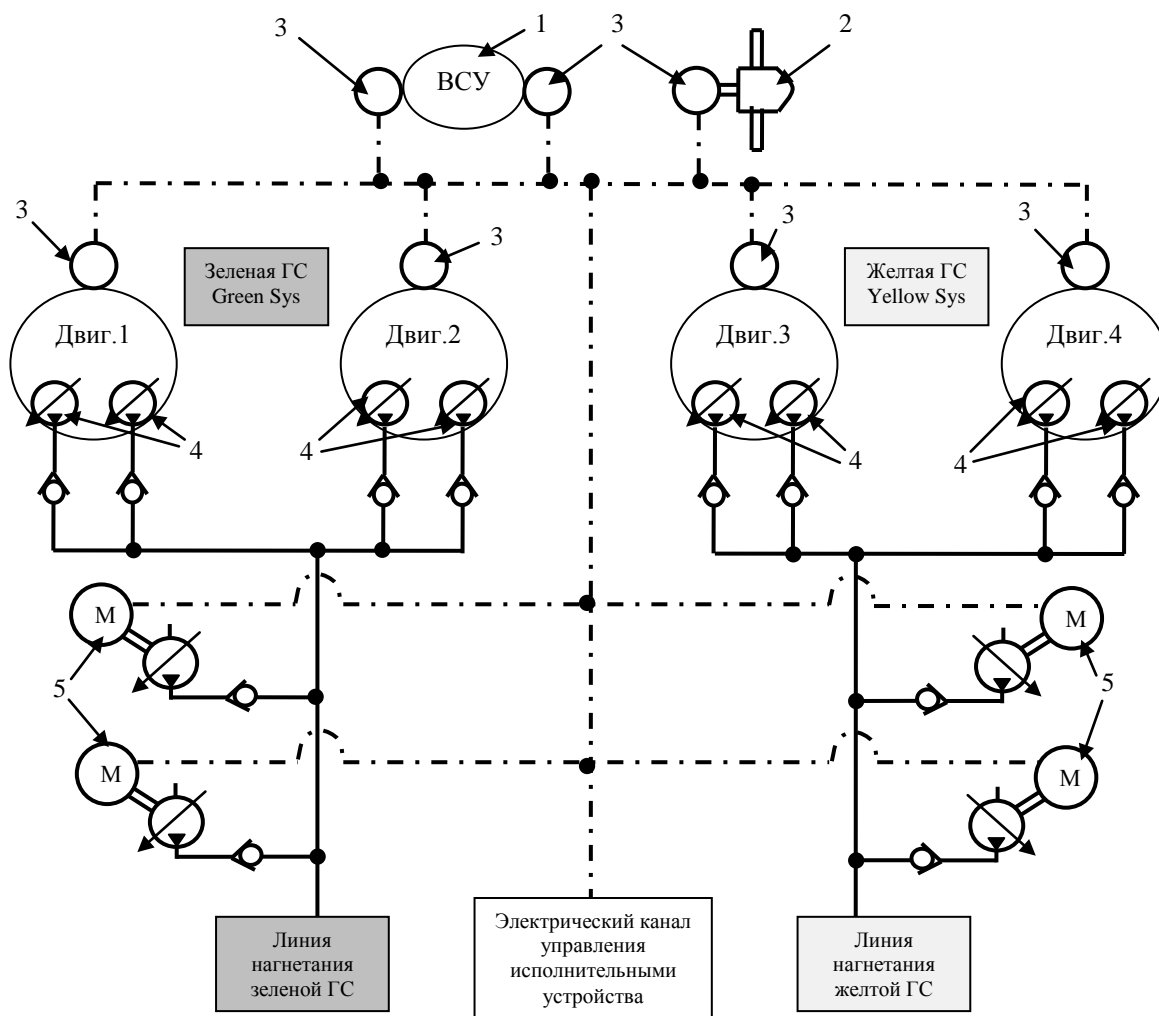 3
1
3
2
ВСУ
3
3
3
3
Зеленая ГС
Green Sys
Желтая ГС
Yellow Sys
Двиг.1
Двиг.2
Двиг.3
Двиг.4
4
4
4
4
М
М
5
5
М
М
Линия
нагнетания
зеленой ГС
Электрический канал
управления
исполнительными
устройства
Линия
нагнетания
желтой ГС